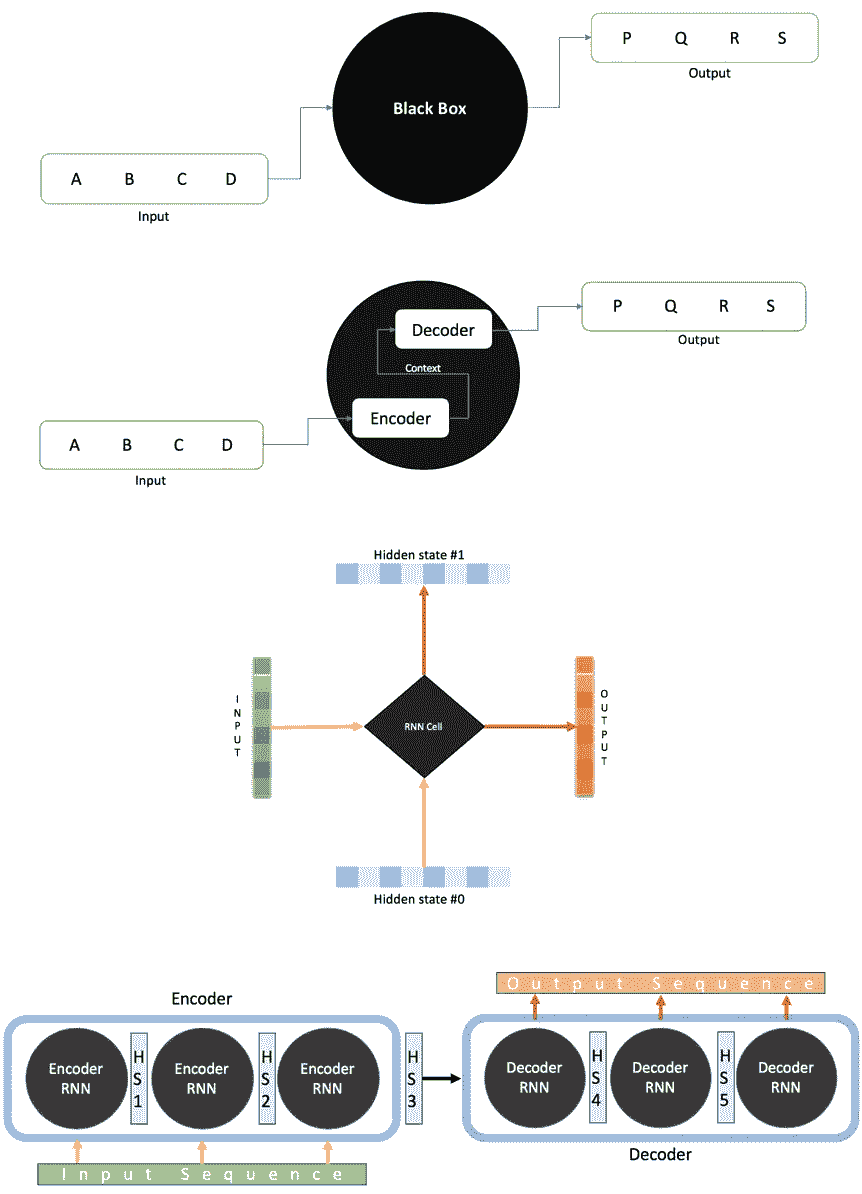 P Q R S
Output
Black Box
A B C D
Input
P Q R S
Output
Decoder
Context
Encoder
A B C D
Input
Hidden state #1
INPUT
RNN Cell
OUTPUT
Hidden state #0
Output Sequence
Encoder
Encoder
RNN
HS1
Encoder
RNN
HS2
Encoder
RNN
HS3
Decoder
RNN
HS4
Decoder
RNN
HS5
Decoder
RNN
Decoder
Input Sequence